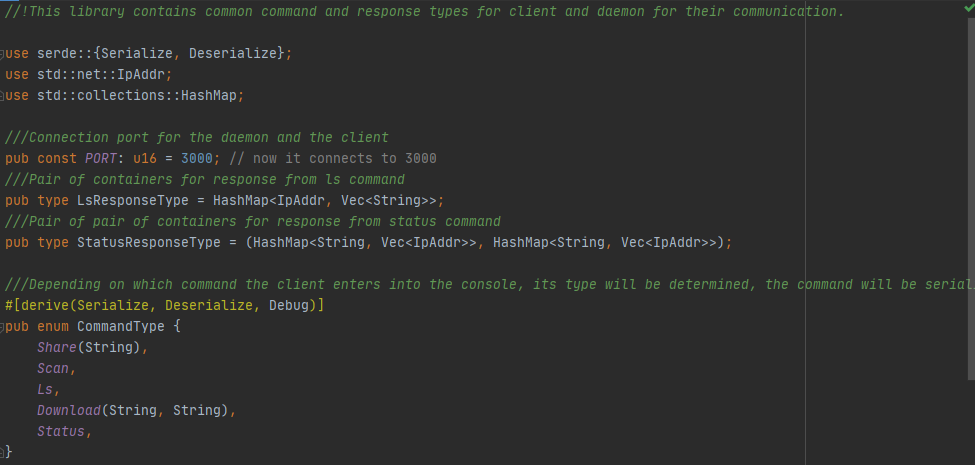 //!This library contains common command and response types for client and daemon for their communication.
use serde::{Serialize, Deserialize};
use std::net::IpAddr;
use std::collections::HashMap;
///Connection port for the daemon and the client
pub const PORT: u16 = 3000; // now it connects to 3000
///Pair of containers for response from ls command
pub type LsResponseType = HashMap<IpAddr, Vec<String>>;
///Pair of pair of containers for response from status command
pub type StatusResponseType = (HashMap<String, Vec<IpAddr>>, HashMap<String, Vec<IpAddr>>);
///Depending on which command the client enters into the console, its type will be determined, the command will be serial
#[derive(Serialize, Deserialize, Debug)]
pub enum CommandType {
    Share(String),
    Scan,
    Ls,
    Download(String, String),
    Status,
}